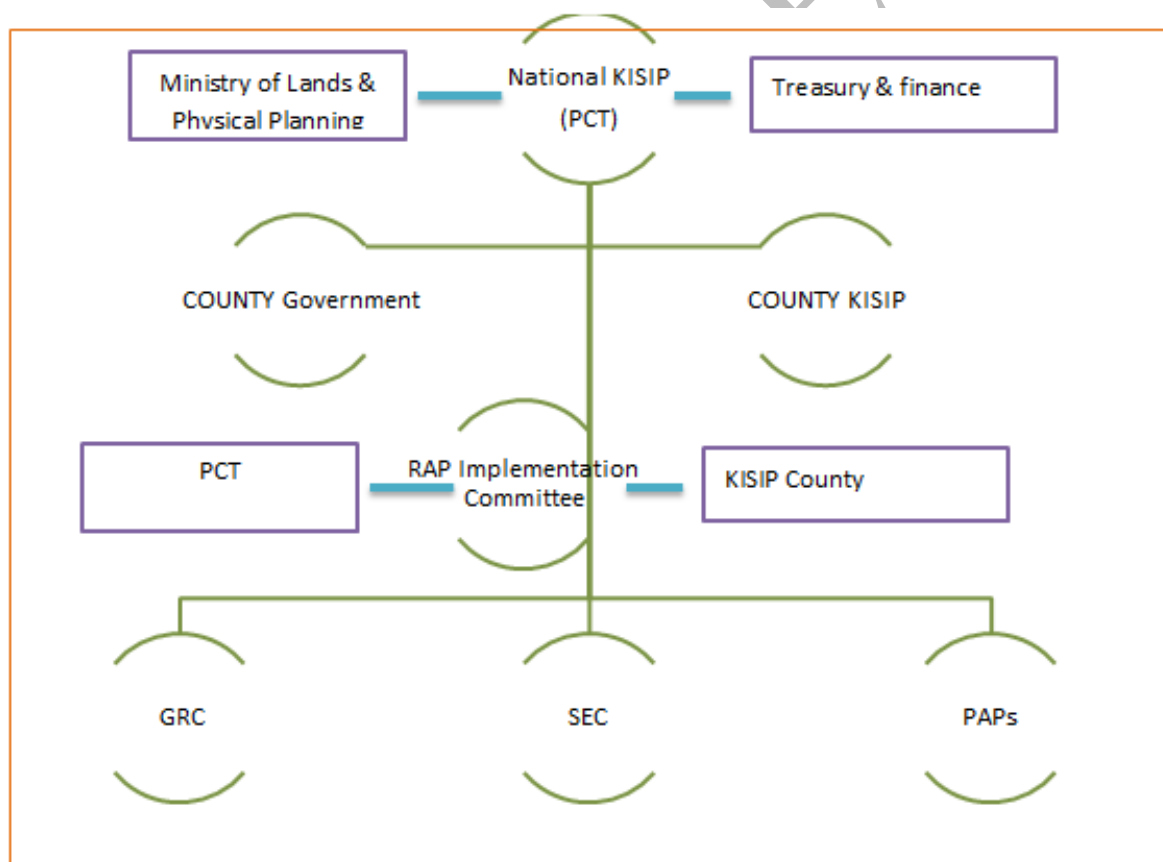 Ministry of Lands &
Physical Planning
National KISIP
(PCT)
Treasury & finance
COUNTY Government
COUNTY KISIP
PCT
RAP Implementation
Committee
KISIP County
GRC
SEC
PAPs